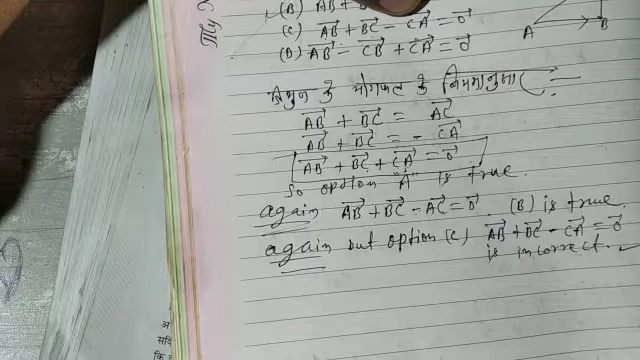 (B) AB⃗ +
(C) AB⃗ + BC⃗ - CA⃗ = 0⃗
(D) AB⃗ - CB⃗ + CA⃗ = 0⃗
A B
त्रिभुज के योगफल के नियमानुसार :-
AB⃗ + BC⃗ = AC⃗
AB⃗ + BC⃗ = - CA⃗
AB⃗ + BC⃗ + CA⃗ = 0⃗
So option "A" is true.
again AB⃗ + BC⃗ - AC⃗ = 0⃗ (B) is true.
again but option (C) AB⃗ + BC⃗ - CA⃗ = 0⃗
is incorrect.
My